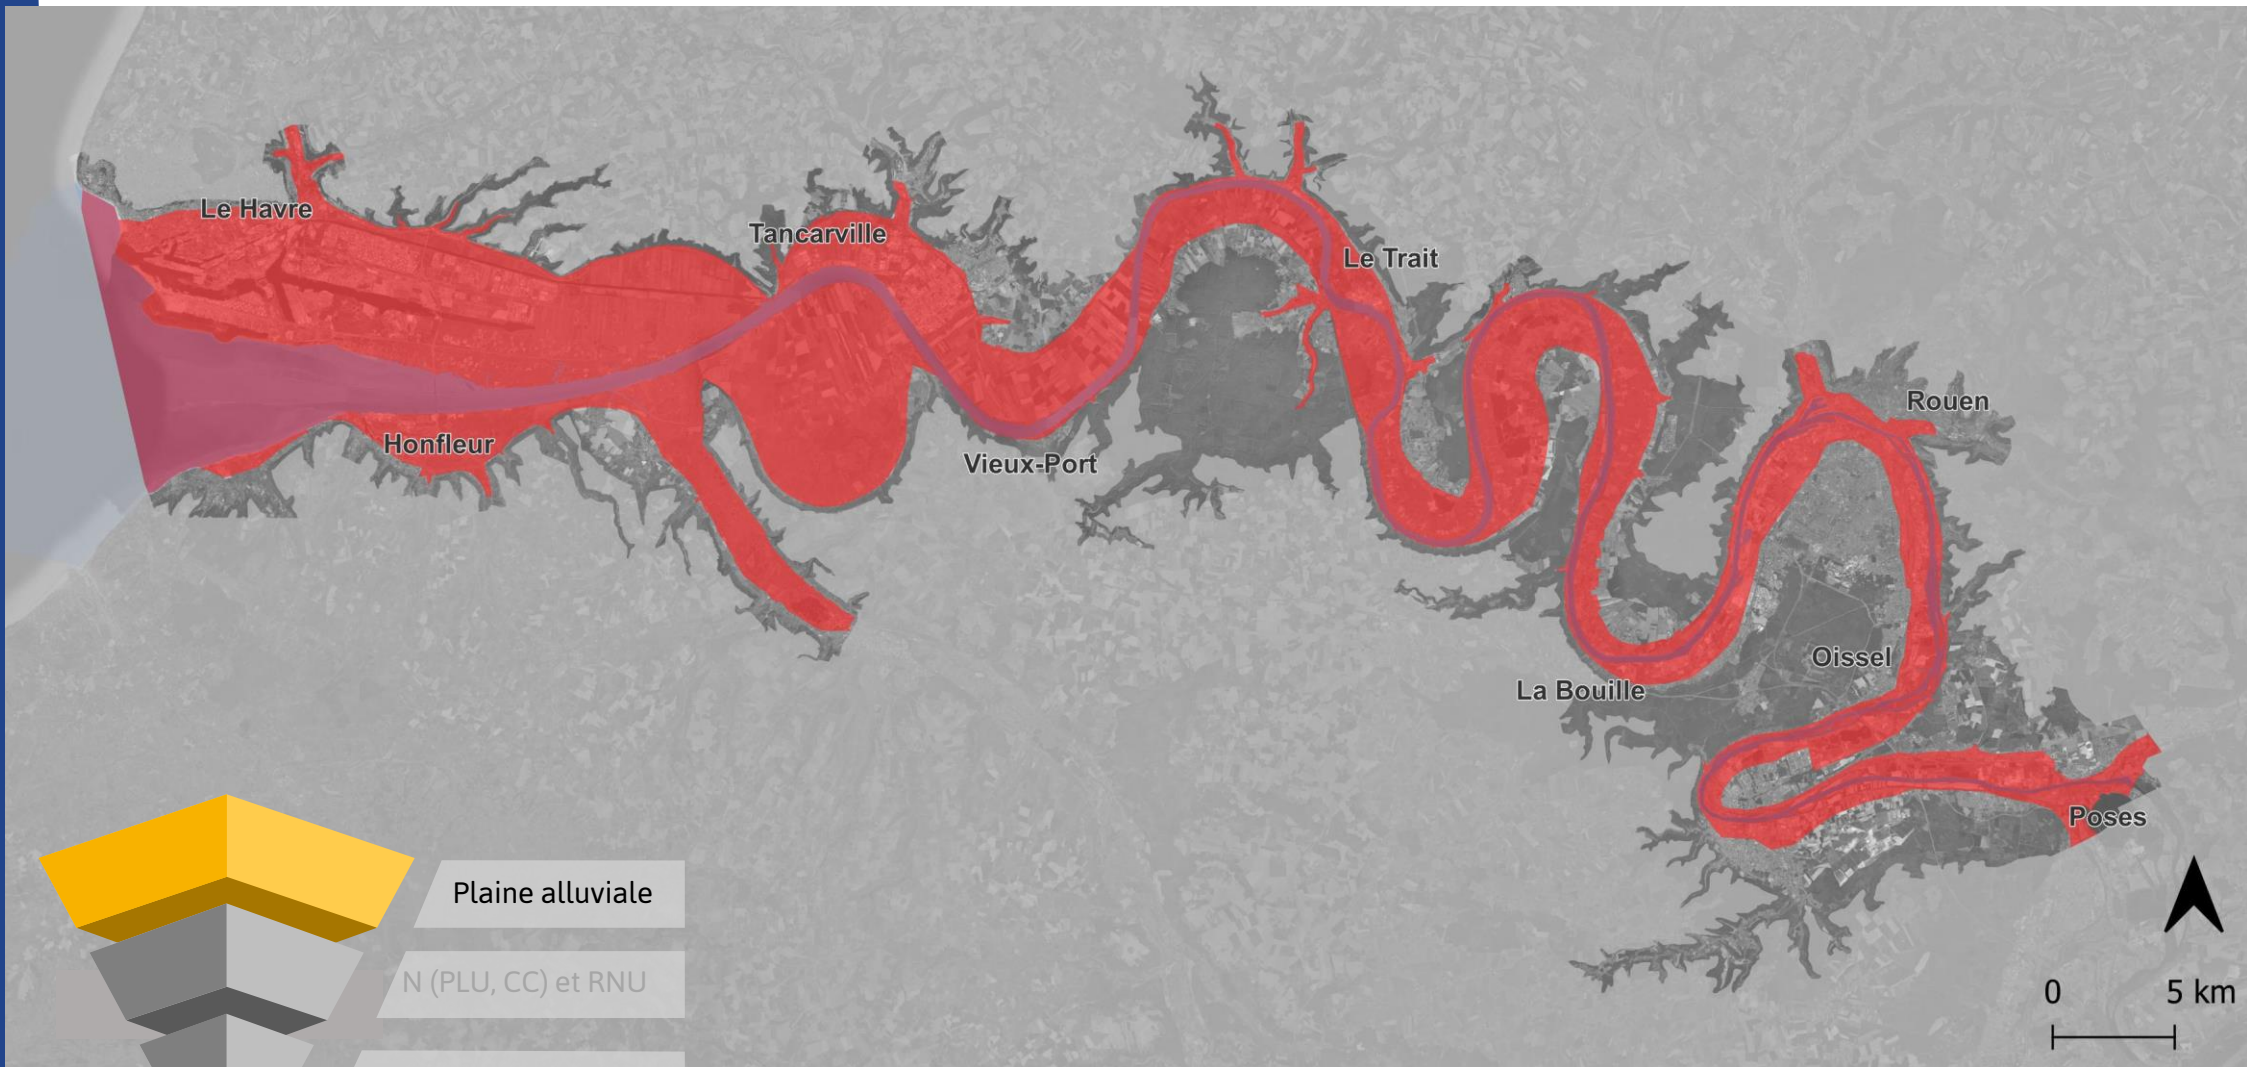 Le Havre
Tancarville
Le Trait
Rouen
Honfleur
Vieux-Port
Oissel
La Bouille
Poses
Plaine alluviale
N (PLU, CC) et RNU
0 5 km